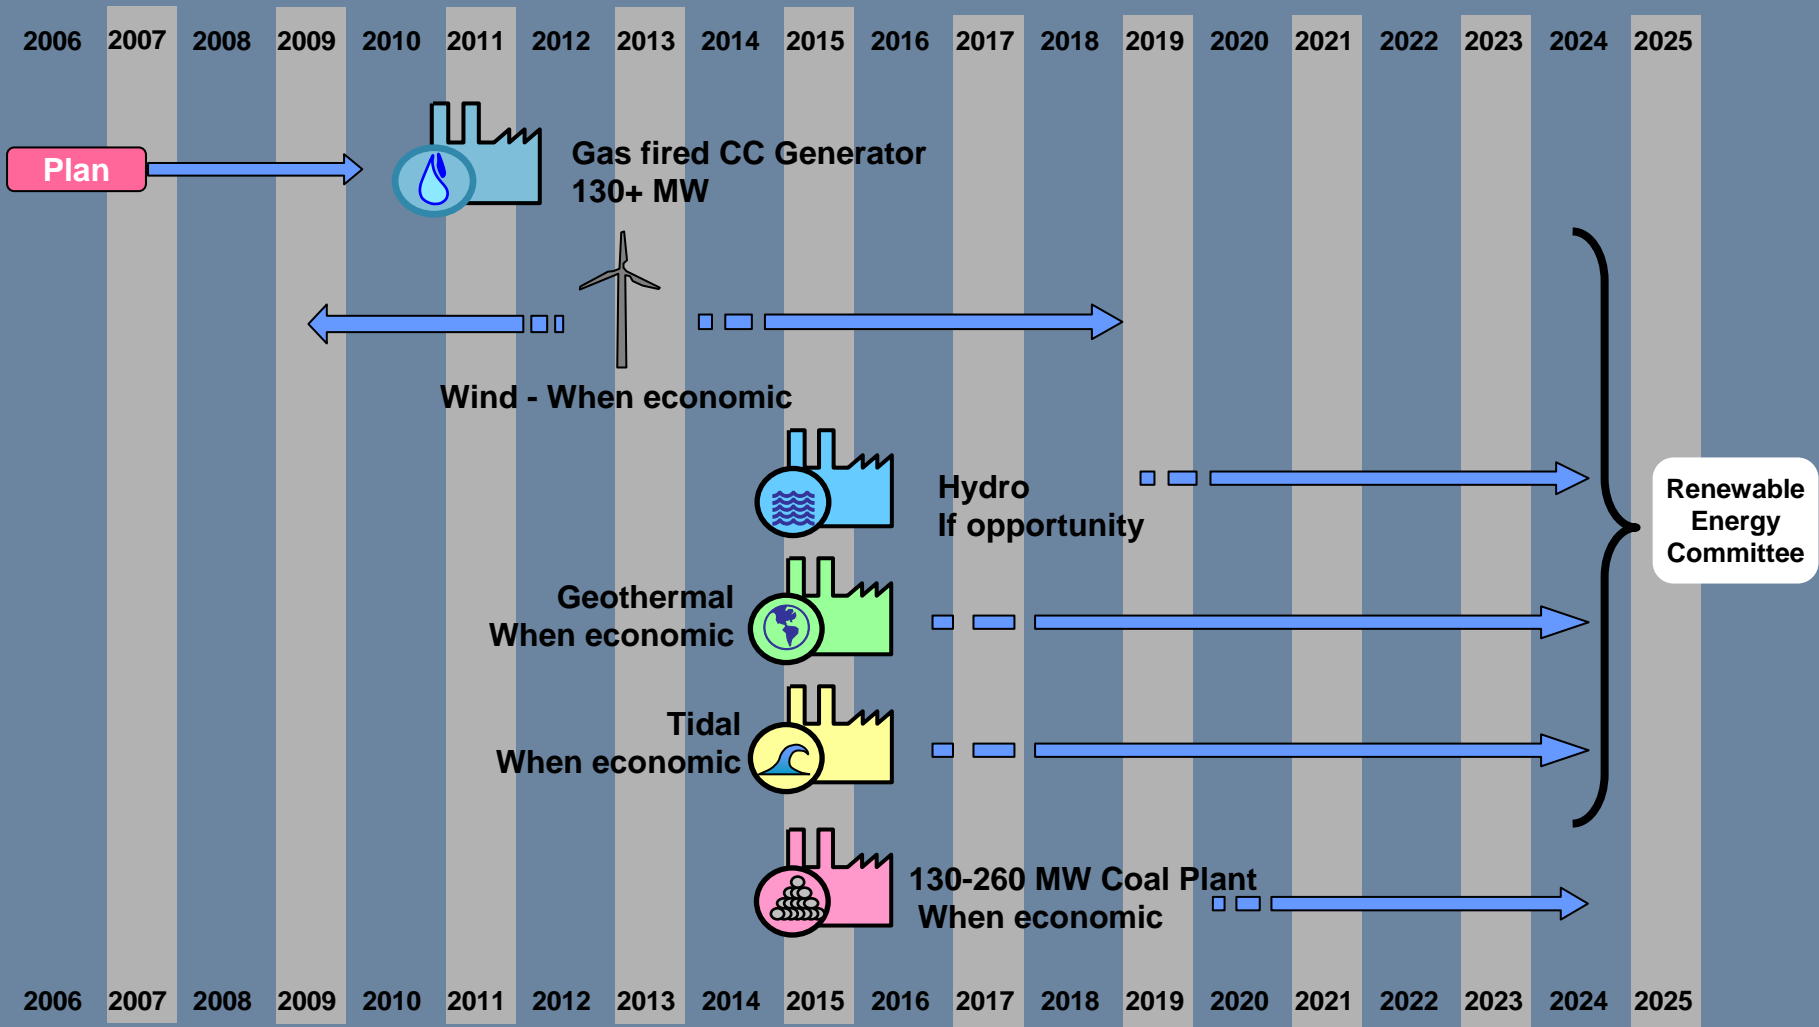 2006 2007 2008 2009 2010 2011 2012 2013 2014 2015 2016 2017 2018 2019 2020 2021 2022 2023 2024 2025
Plan
Gas fired CC Generator
130+ MW
Wind - When economic
Hydro
If opportunity
Renewable
Energy
Committee
Geothermal
When economic
Tidal
When economic
130-260 MW Coal Plant
When economic
2006 2007 2008 2009 2010 2011 2012 2013 2014 2015 2016 2017 2018 2019 2020 2021 2022 2023 2024 2025